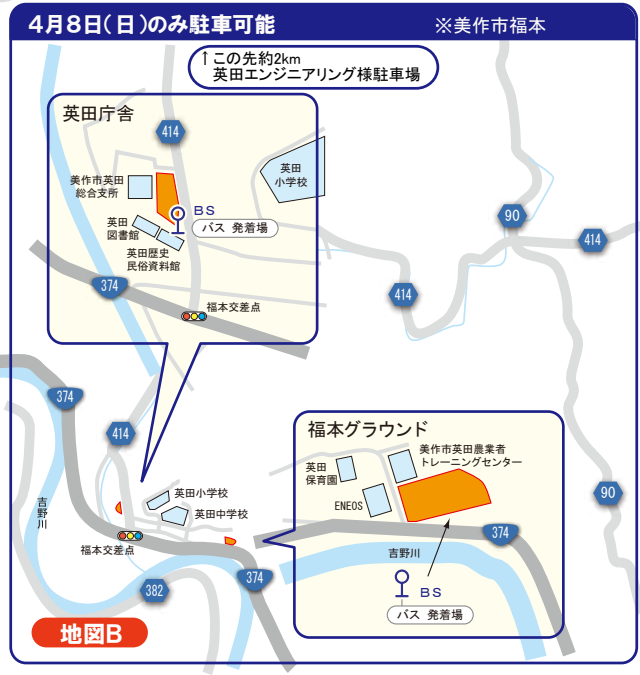 4月8日(日)のみ駐車可能
※美作市福本
↑この先約2km
英田エンジニアリング様駐車場
英田庁舎
414
美作市英田
総合支所
BS
バス 発着場
英田
図書館
英田歴史
民俗資料館
374
福本交差点
英田
小学校
90
414
414
374
414
英田小学校
英田中学校
吉野川
福本交差点
382
374
福本グラウンド
美作市英田農業者
トレーニングセンター
英田
保育園
ENEOS
374
吉野川
BS
バス 発着場
90
地図B